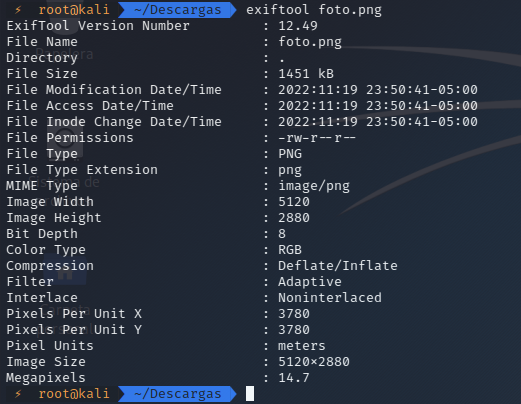 ⚡ root@kali ~/Descargas exiftool foto.png
ExifTool Version Number : 12.49
File Name : foto.png
Directory : .
File Size : 1451 kB
File Modification Date/Time : 2022:11:19 23:50:41-05:00
File Access Date/Time : 2022:11:19 23:50:41-05:00
File Inode Change Date/Time : 2022:11:19 23:50:41-05:00
File Permissions : -rw-r--r--
File Type : PNG
File Type Extension : png
MIME Type : image/png
Image Width : 5120
Image Height : 2880
Bit Depth : 8
Color Type : RGB
Compression : Deflate/Inflate
Filter : Adaptive
Interlace : Noninterlaced
Pixels Per Unit X : 3780
Pixels Per Unit Y : 3780
Pixel Units : meters
Image Size : 5120×2880
Megapixels : 14.7
⚡ root@kali ~/Descargas